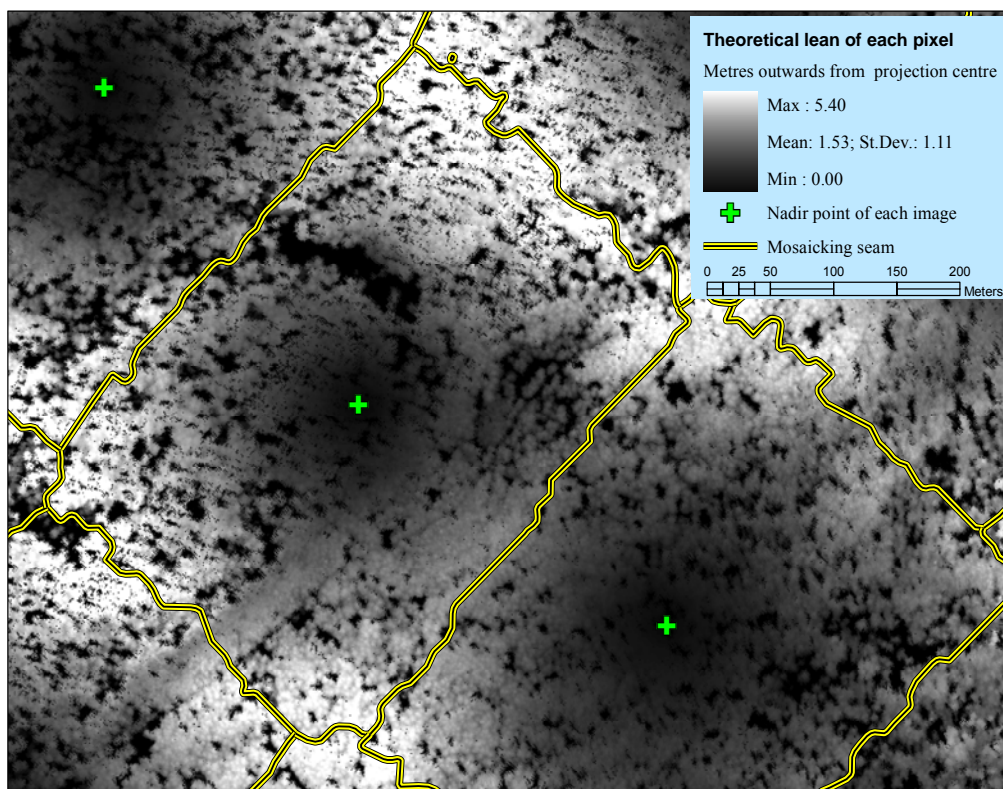 Theoretical lean of each pixel
Metres outwards from projection centre
Max : 5.40
Mean: 1.53; St.Dev.: 1.11
Min : 0.00
Nadir point of each image
Mosaicking seam
0 25 50 100 150 200
Meters